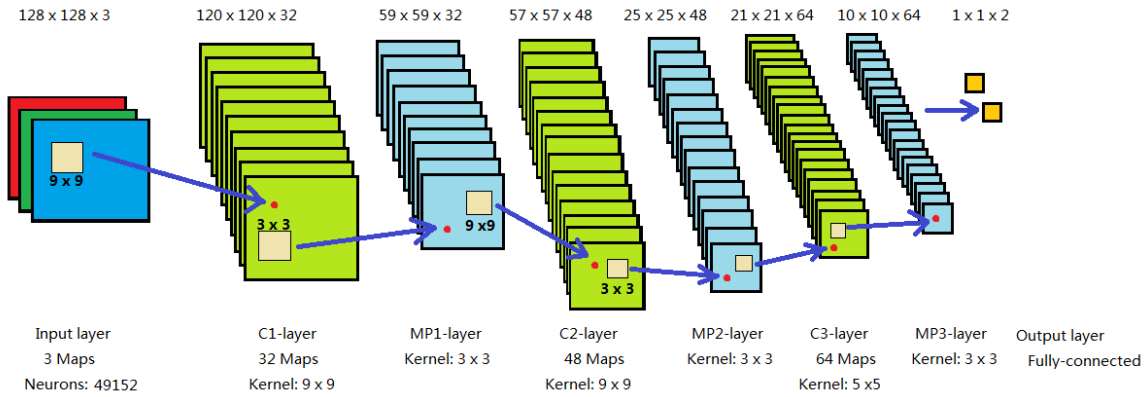 128 x 128 x 3
120 x 120 x 32
59 x 59 x 32
57 x 57 x 48
25 x 25 x 48
21 x 21 x 64
10 x 10 x 64
1 x 1 x 2
9 x 9
3 x 3
9 x9
3 x 3
Input layer
3 Maps
Neurons: 49152
C1-layer
32 Maps
Kernel: 9 x 9
MP1-layer
Kernel: 3 x 3
C2-layer
48 Maps
Kernel: 9 x 9
MP2-layer
Kernel: 3 x 3
C3-layer
64 Maps
Kernel: 5 x5
MP3-layer
Kernel: 3 x 3
Output layer
Fully-connected